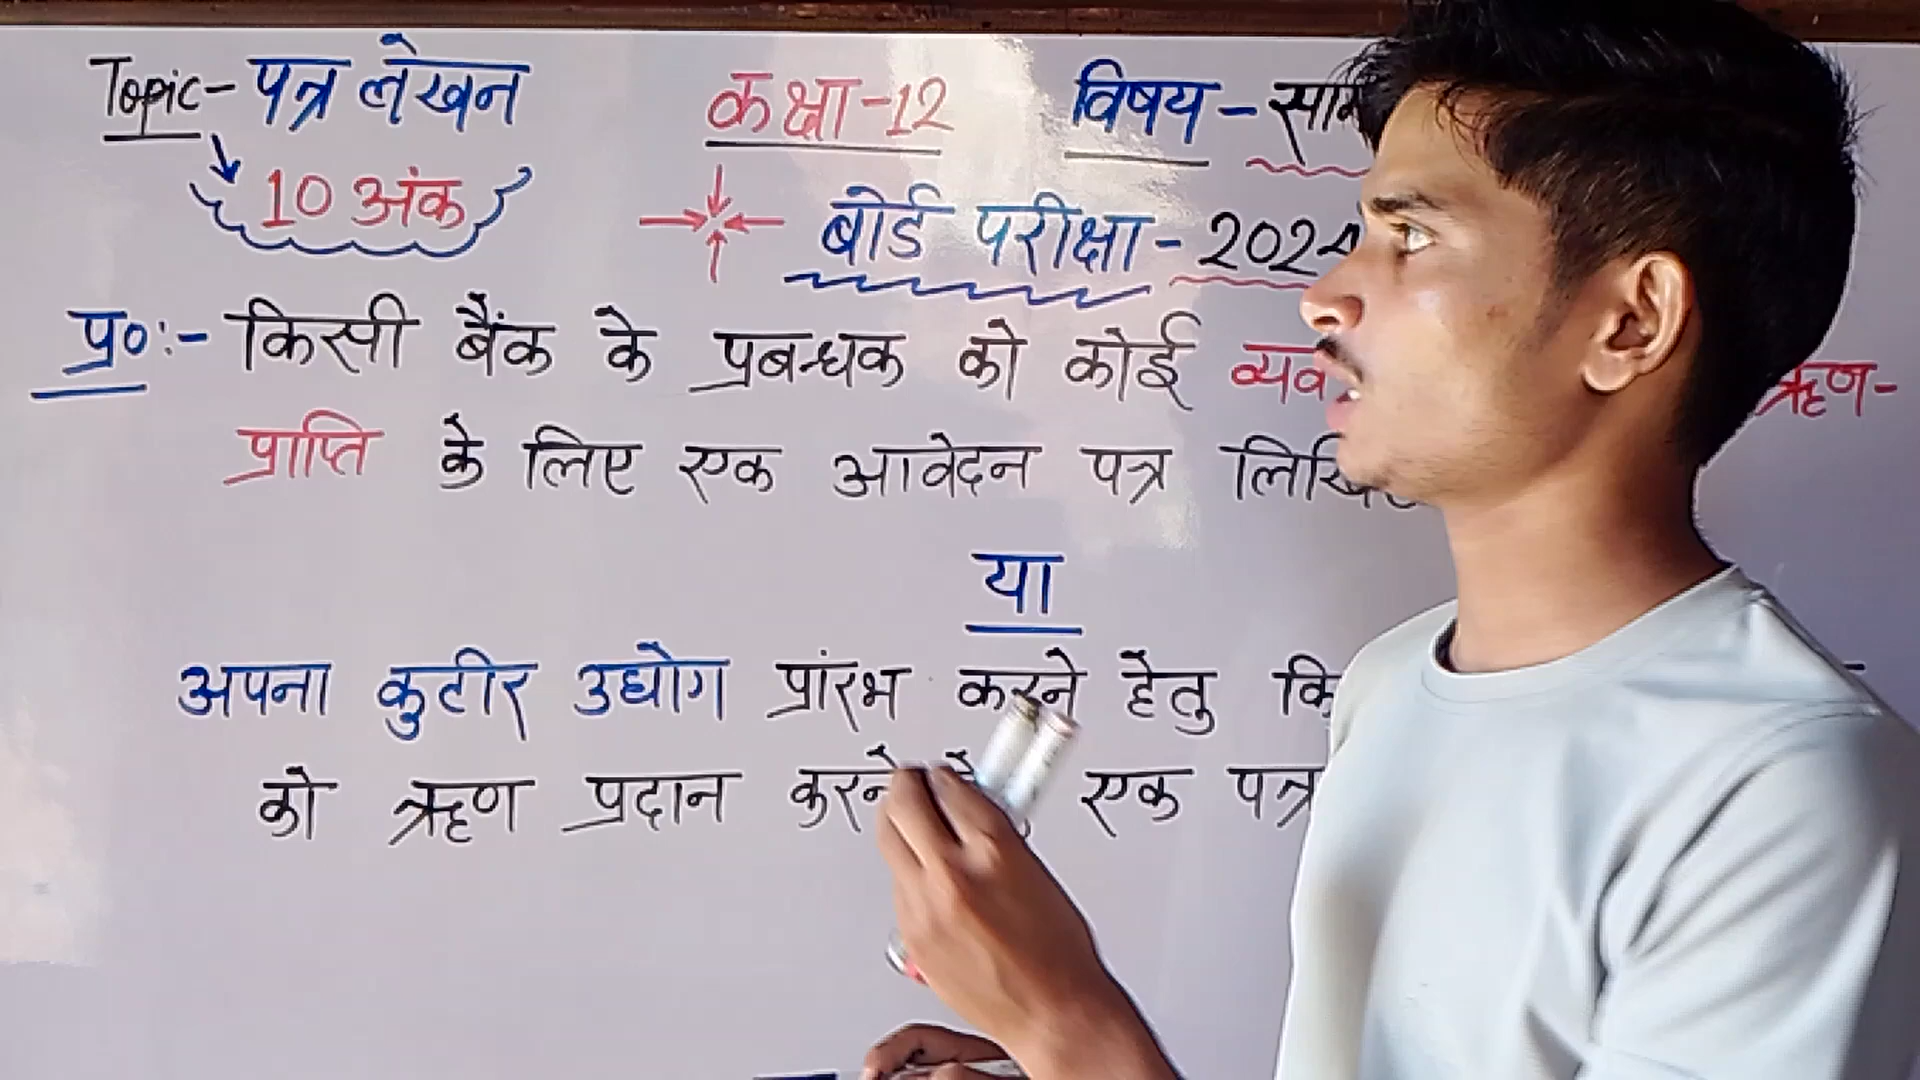 Topic - पत्र लेखन कक्षा-12 विषय -
10 अंक बोर्ड परीक्षा - 2024
प्र०:- किसी बैंक के प्रबन्धक को कोई ऋण-
प्राप्ति के लिए एक आवेदन पत्र
या
अपना कुटीर उद्योग प्रांरभ करने हेतु
को ऋण प्रदान करने एक पत्र